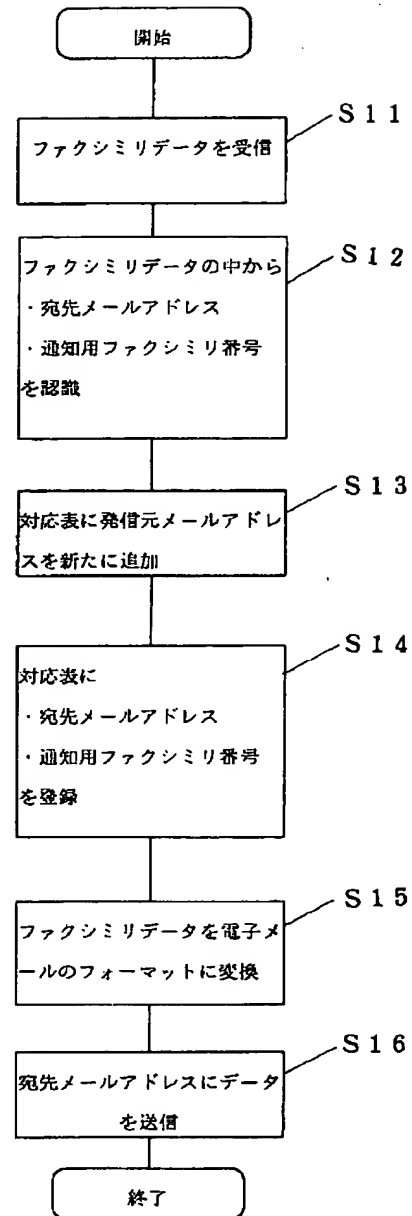 開始
S11
ファクシミリデータを受信
S12
ファクシミリデータの中から
・宛先メールアドレス
・通知用ファクシミリ番号
を認識
S13
対応表に発信元メールアドレ
スを新たに追加
S14
対応表に
・宛先メールアドレス
・通知用ファクシミリ番号
を登録
S15
ファクシミリデータを電子メ
ールのフォーマットに変換
S16
宛先メールアドレスにデータ
を送信
終了